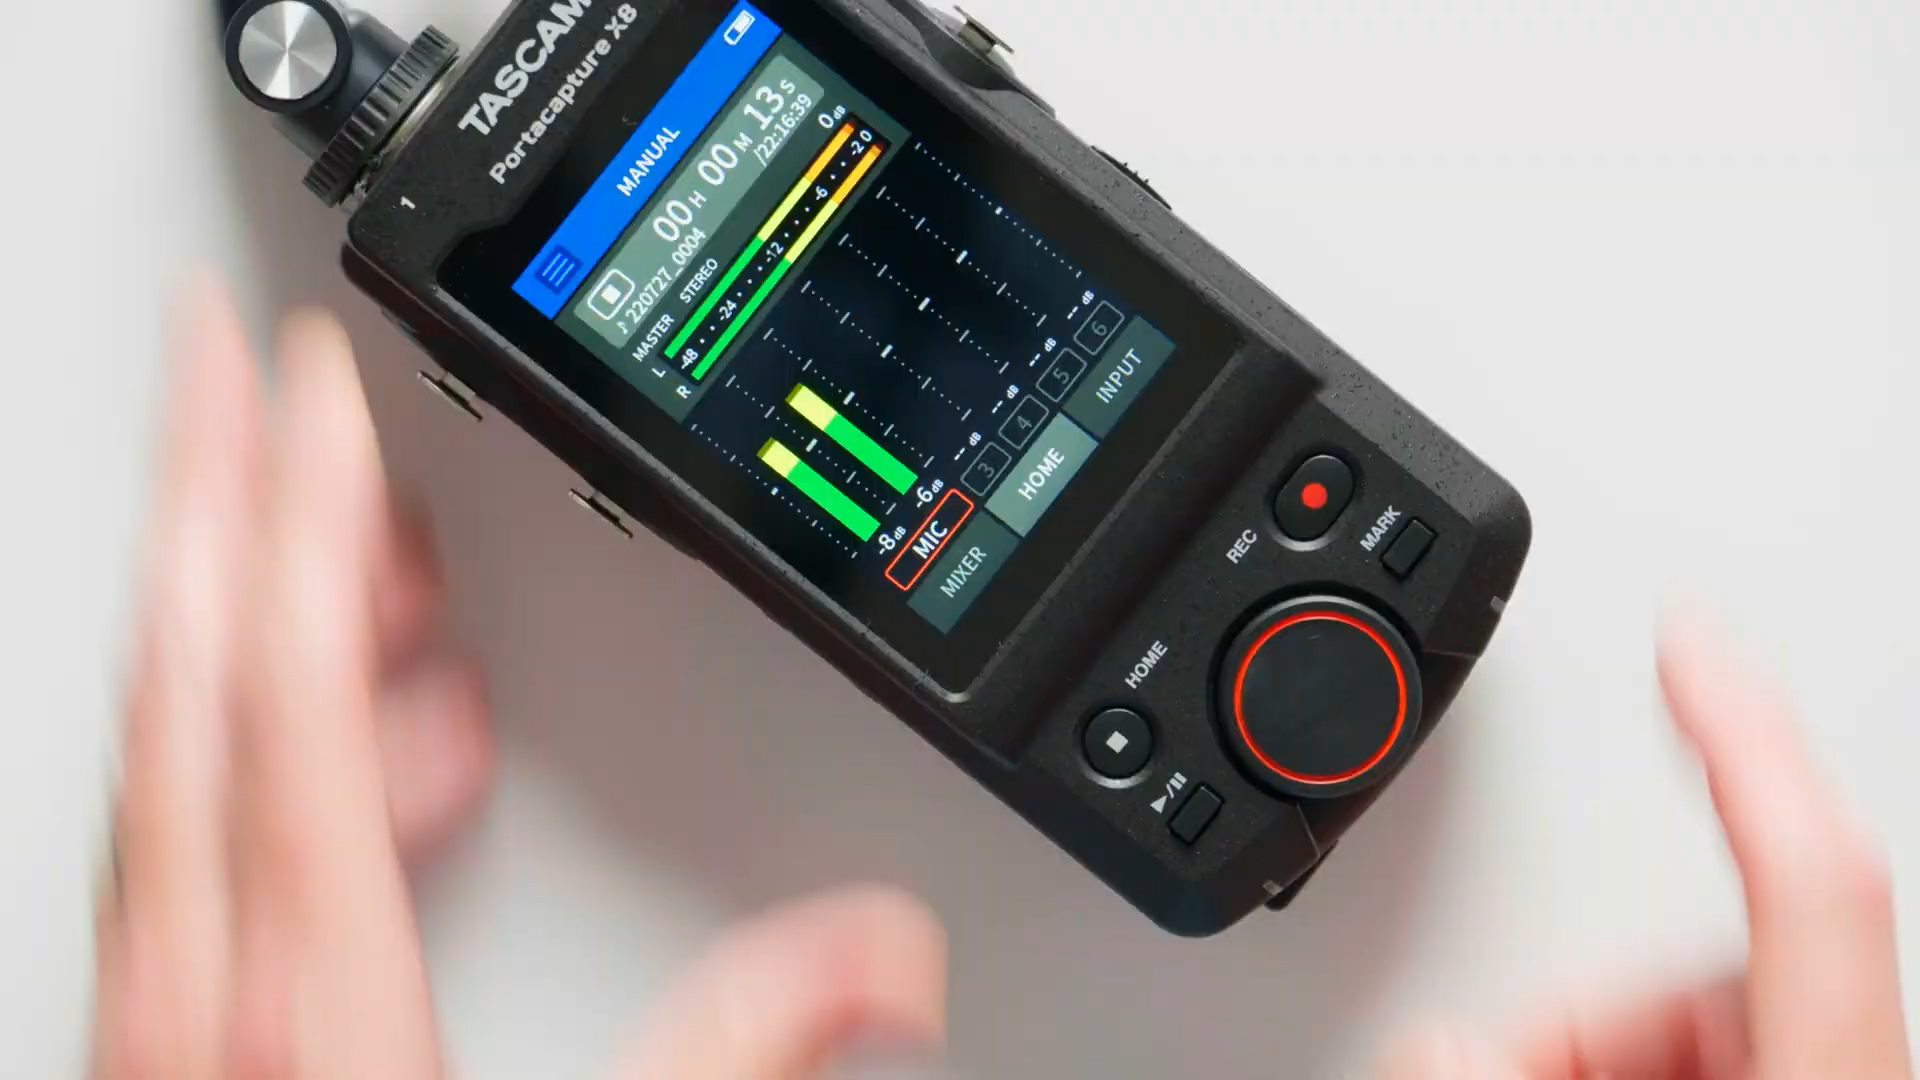 TASCAM
Portacapture X8
1
MANUAL
00H 00M 13S
/22:16:39
♪ 220727_0004
MASTER STEREO 0dB
L
-48 -24 -12 -6 -2 0
R
-8dB -6dB --dB --dB --dB --dB
MIC 3 4 5 6
MIXER HOME INPUT
REC
MARK
HOME
▶/II